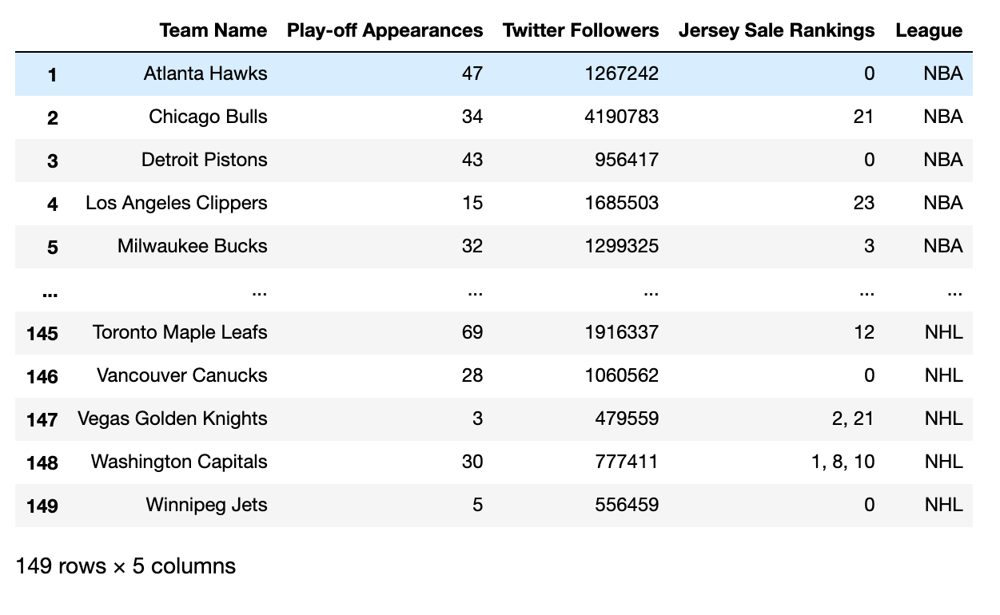 Team Name Play-off Appearances Twitter Followers Jersey Sale Rankings League
1 Atlanta Hawks 47 1267242 0 NBA
2 Chicago Bulls 34 4190783 21 NBA
3 Detroit Pistons 43 956417 0 NBA
4 Los Angeles Clippers 15 1685503 23 NBA
5 Milwaukee Bucks 32 1299325 3 NBA
... ... ... ... ... ...
145 Toronto Maple Leafs 69 1916337 12 NHL
146 Vancouver Canucks 28 1060562 0 NHL
147 Vegas Golden Knights 3 479559 2, 21 NHL
148 Washington Capitals 30 777411 1, 8, 10 NHL
149 Winnipeg Jets 5 556459 0 NHL
149 rows × 5 columns